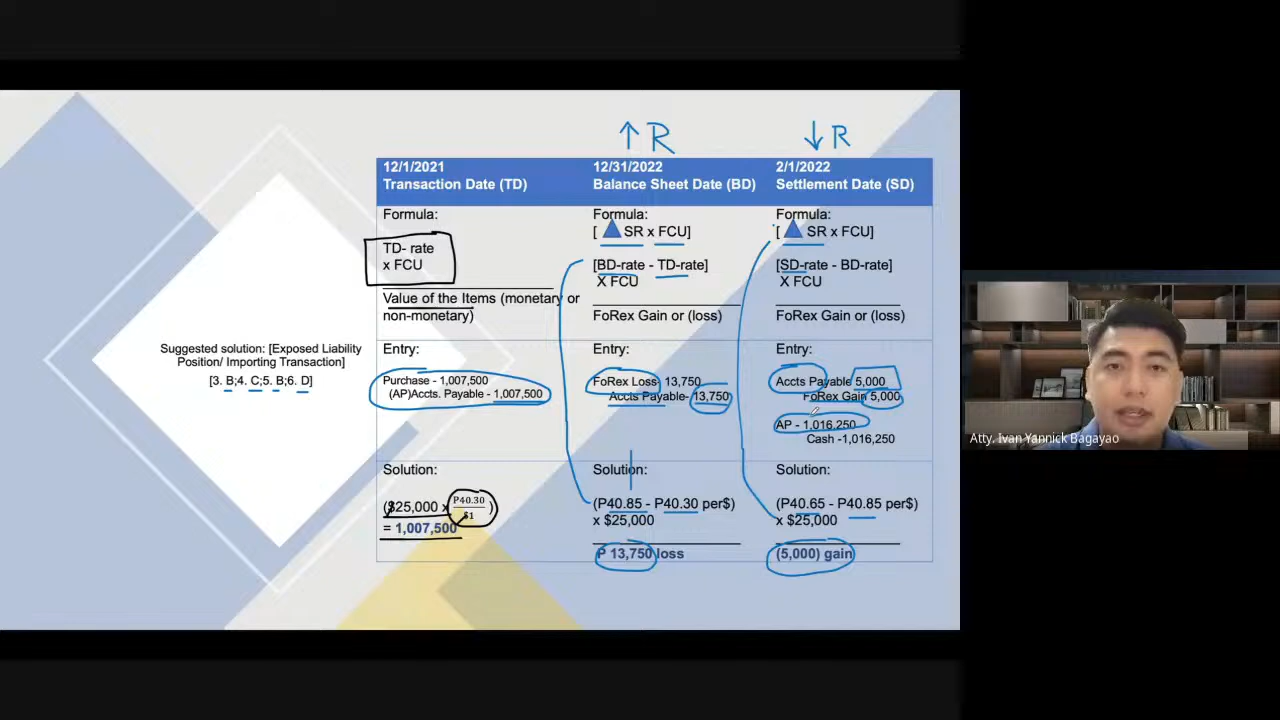 ↑ R
↓ R
12/1/2021
Transaction Date (TD)
12/31/2022
Balance Sheet Date (BD)
2/1/2022
Settlement Date (SD)
Formula:
TD- rate
x FCU
Value of the Items (monetary or
non-monetary)
Formula:
[ ▲ SR x FCU]
[BD-rate - TD-rate]
X FCU
FoRex Gain or (loss)
Formula:
[ ▲ SR x FCU]
[SD-rate - BD-rate]
X FCU
FoRex Gain or (loss)
Suggested solution: [Exposed Liability
Position/ Importing Transaction]
[3. B;4. C;5. B;6. D]
Entry:
Purchase - 1,007,500
(AP)Accts. Payable - 1,007,500
Entry:
FoRex Loss- 13,750
Accts Payable- 13,750
Entry:
Accts Payable 5,000
FoRex Gain 5,000
AP - 1,016,250
Cash -1,016,250
Solution:
($25,000 x P40.30/$1 )
= 1,007,500
Solution:
(P40.85 - P40.30 per$)
x $25,000
P 13,750 loss
Solution:
(P40.65 - P40.85 per$)
x $25,000
(5,000) gain
Atty. Ivan Yannick Bagayao